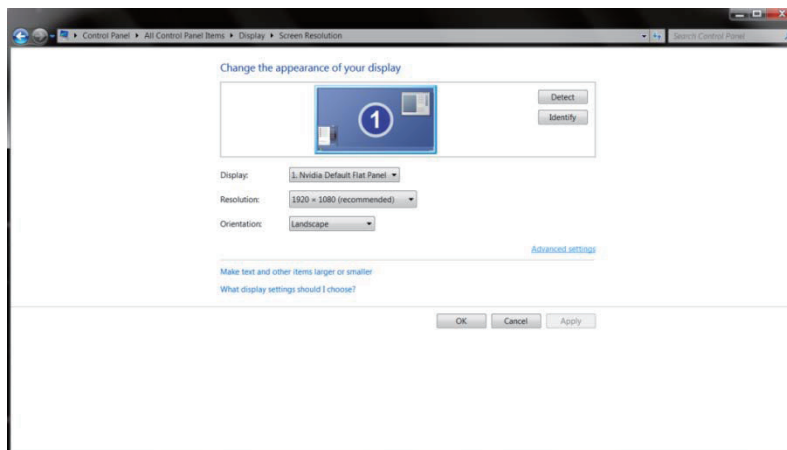 Control Panel All Control Panel Items Display Screen Resolution
Search Control Panel
Change the appearance of your display
1
Detect
Identify
Display: 1. Nvidia Default Flat Panel
Resolution: 1920 × 1080 (recommended)
Orientation: Landscape
Advanced settings
Make text and other items larger or smaller
What display settings should I choose?
OK Cancel Apply